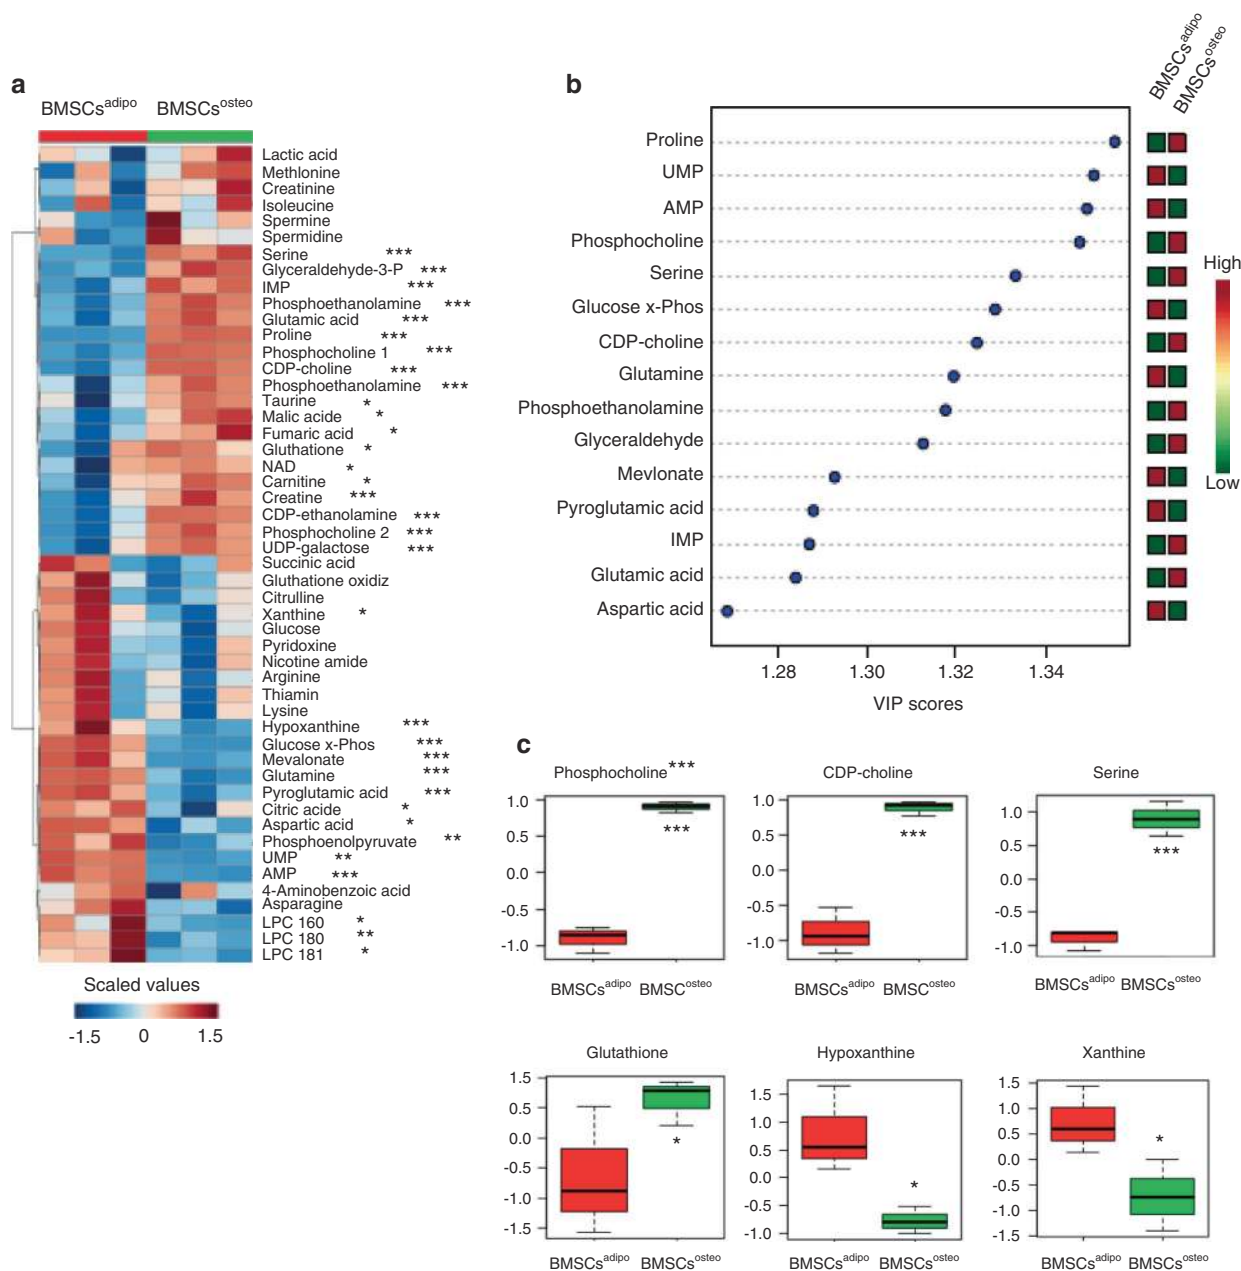 a
BMSCsadipo BMSCsosteo
Lactic acid
Methlonine
Creatinine
Isoleucine
Spermine
Spermidine
Serine ***
Glyceraldehyde-3-P ***
IMP ***
Phosphoethanolamine ***
Glutamic acid ***
Proline ***
Phosphocholine 1 ***
CDP-choline ***
Phosphoethanolamine ***
Taurine *
Malic acide *
Fumaric acid *
Gluthatione *
NAD *
Carnitine *
Creatine ***
CDP-ethanolamine ***
Phosphocholine 2 ***
UDP-galactose ***
Succinic acid
Gluthatione oxidiz
Citrulline
Xanthine *
Glucose
Pyridoxine
Nicotine amide
Arginine
Thiamin
Lysine
Hypoxanthine ***
Glucose x-Phos ***
Mevalonate ***
Glutamine ***
Pyroglutamic acid ***
Citric acide *
Aspartic acid *
Phosphoenolpyruvate **
UMP **
AMP ***
4-Aminobenzoic acid
Asparagine
LPC 160 *
LPC 180 **
LPC 181 *
Scaled values
-1.5 0 1.5
b
BMSCsadipo
BMSCsosteo
Proline
UMP
AMP
Phosphocholine
Serine
Glucose x-Phos
CDP-choline
Glutamine
Phosphoethanolamine
Glyceraldehyde
Mevlonate
Pyroglutamic acid
IMP
Glutamic acid
Aspartic acid
1.28 1.30 1.32 1.34
VIP scores
High
Low
c
Phosphocholine***
1.0
0.5
0.0
-0.5
-1.0
***
BMSCsadipo BMSCosteo
CDP-choline
1.0
0.5
0.0
-0.5
-1.0
***
BMSCsadipo BMSCosteo
Serine
1.0
0.5
0.0
-0.5
-1.0
***
BMSCsadipo BMSCsosteo
Glutathione
1.5
0.5
0.0
-0.5
-1.0
-1.5
*
BMSCsadipo BMSCsosteo
Hypoxanthine
1.5
1.0
0.5
0.0
-0.5
-1.0
*
BMSCsadipo BMSCsosteo
Xanthine
1.5
1.0
0.5
0.0
-0.5
-1.0
-1.5
*
BMSCsadipo BMSCsosteo